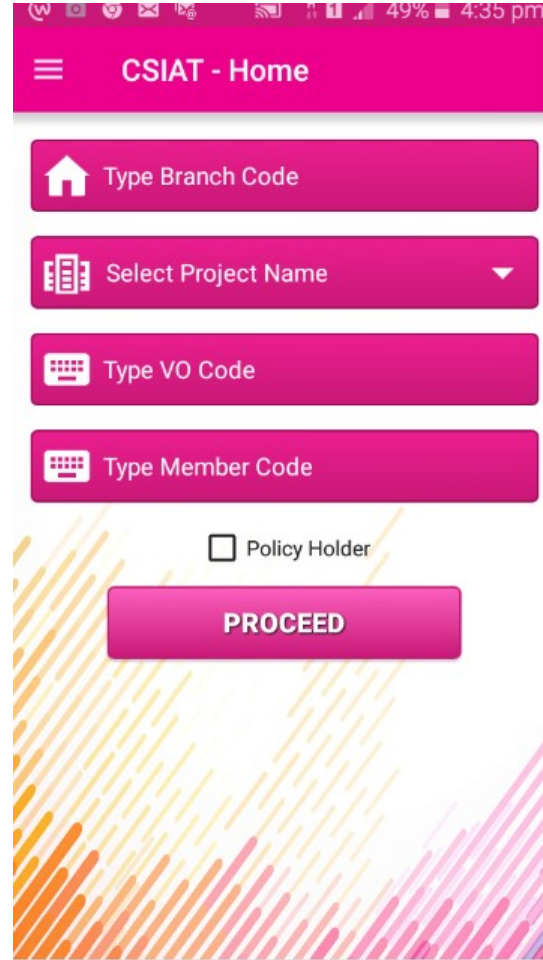 49% 4:35 pm
CSIAT - Home
Type Branch Code
Select Project Name
Type VO Code
Type Member Code
Policy Holder
PROCEED